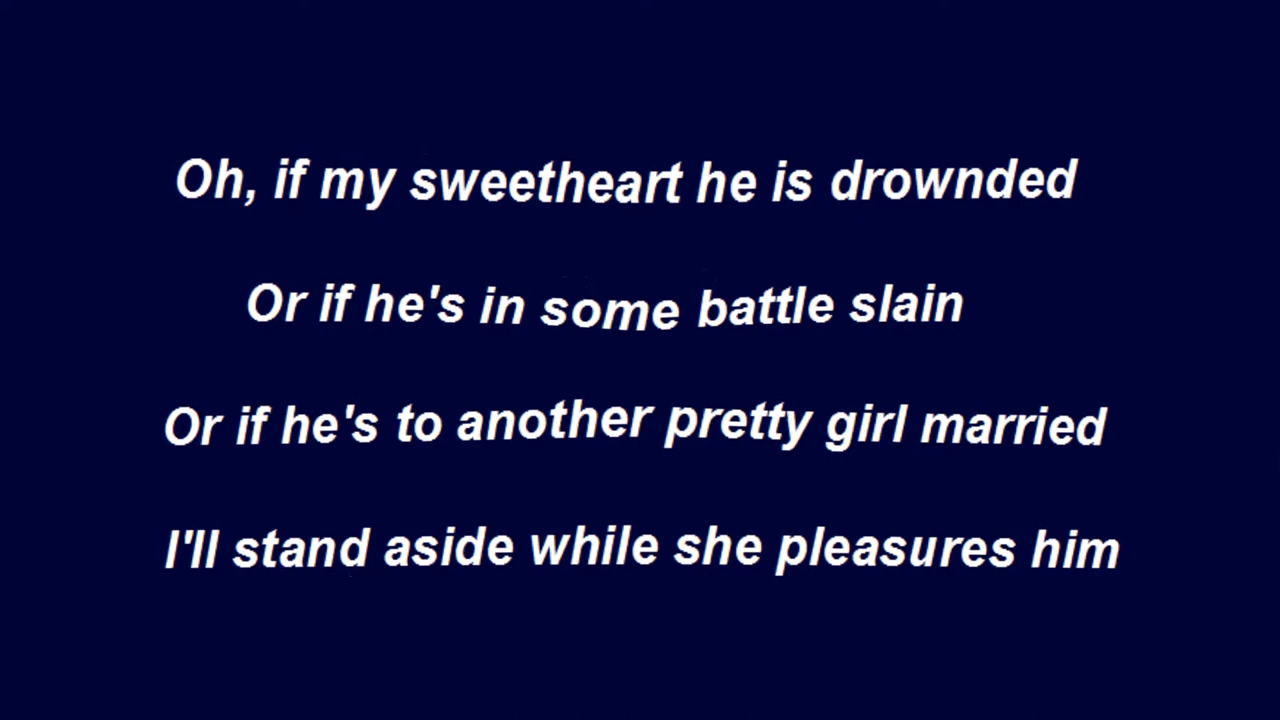 Oh, if my sweetheart he is drownded
Or if he's in some battle slain
Or if he's to another pretty girl married
I'll stand aside while she pleasures him